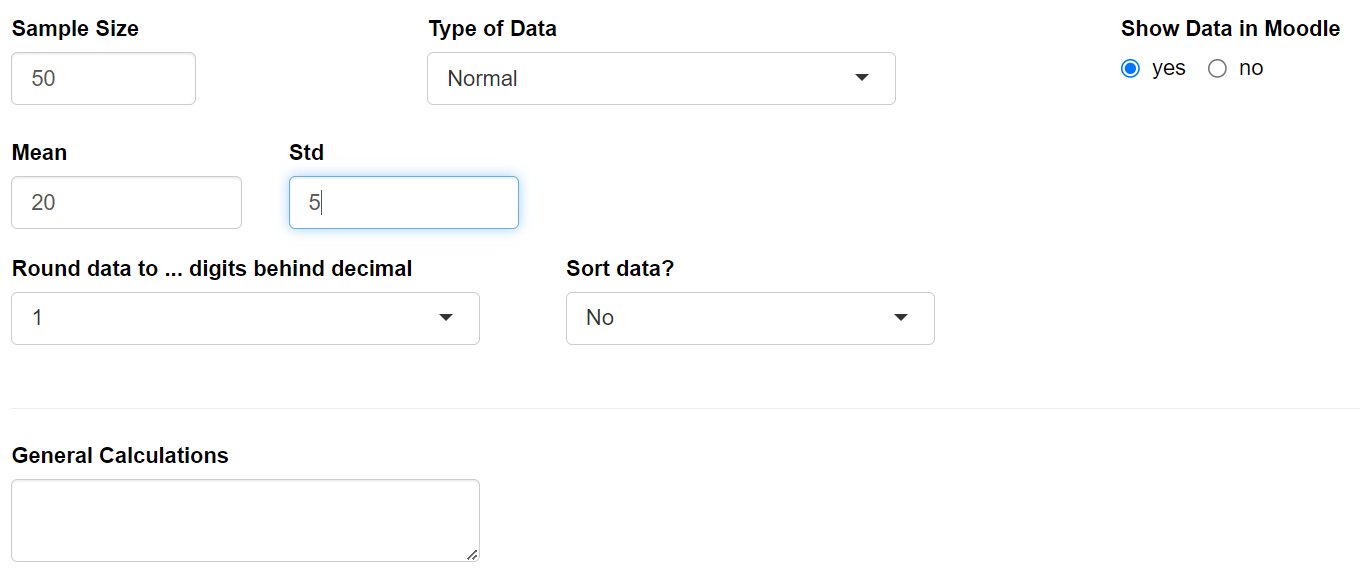 Sample Size Type of Data Show Data in Moodle
50 Normal yes no
Mean Std
20 5
Round data to ... digits behind decimal Sort data?
1 No
General Calculations